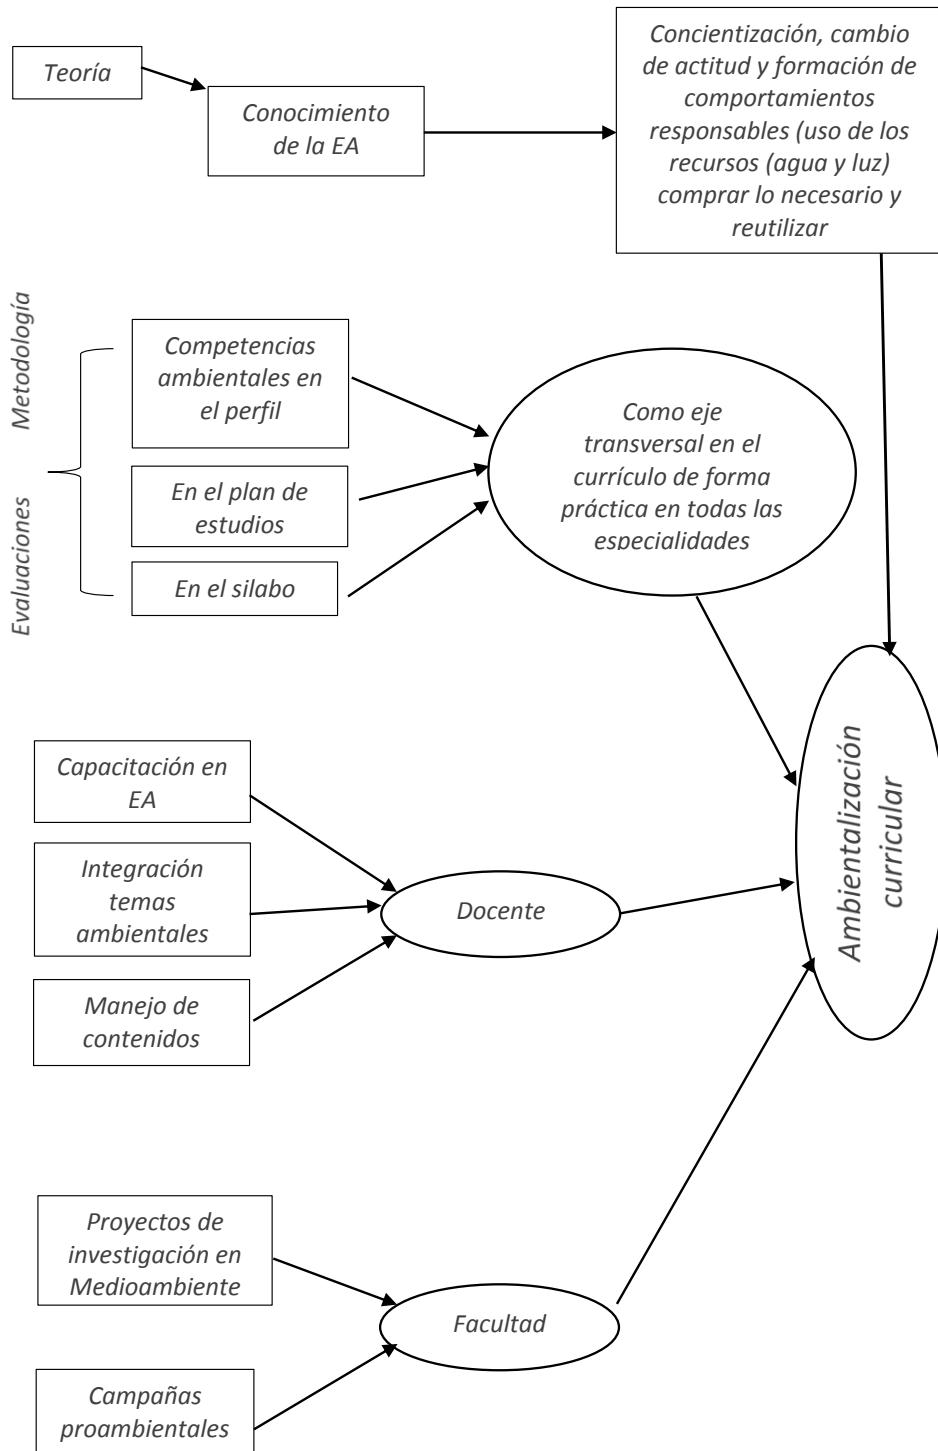 Teoría
Conocimiento
de la EA
Concientización, cambio
de actitud y formación de
comportamientos
responsables (uso de los
recursos (agua y luz)
comprar lo necesario y
reutilizar
Metodología
Evaluaciones
Competencias
ambientales en
el perfil
En el plan de
estudios
En el silabo
Como eje
transversal en el
currículo de forma
práctica en todas las
especialidades
Ambientalización
curricular
Capacitación en
EA
Integración
temas
ambientales
Manejo de
contenidos
Docente
Proyectos de
investigación en
Medioambiente
Campañas
proambientales
Facultad